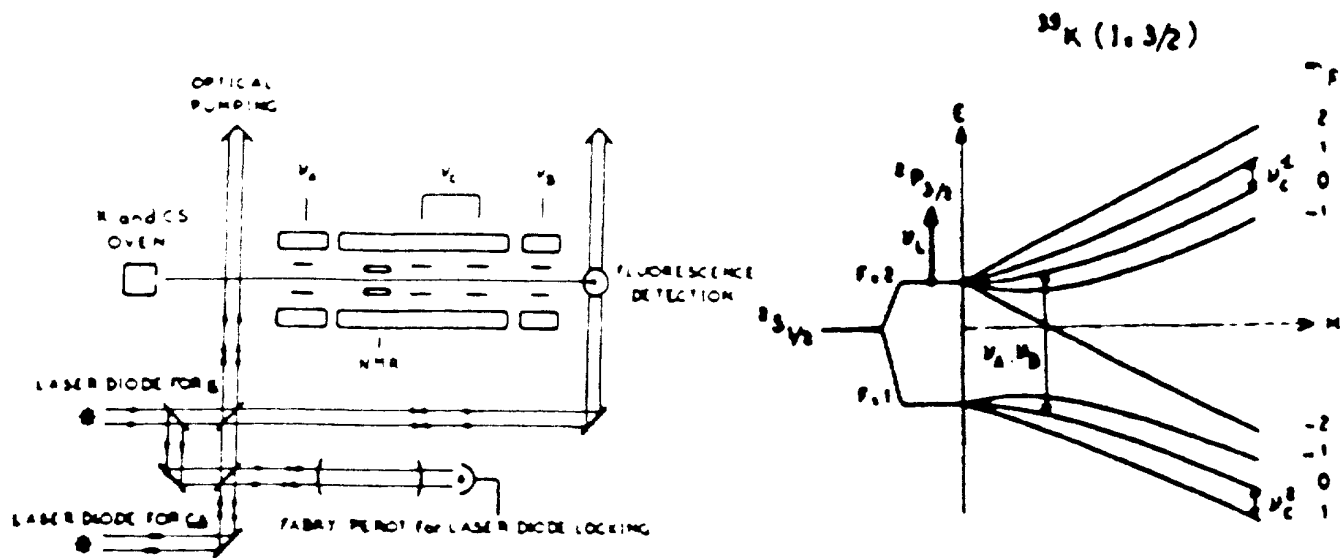 ³⁹K (I = 3/2)
OPTICAL
PUMPING
ν_A
ν_C
ν_B
K and CS
OVEN
FLUORESCENCE
DETECTION
NMR
LASER DIODE FOR K
LASER DIODE FOR CS
FABRY PEROT for LASER DIODE LOCKING
m_F
E
2
1
0
-1
ν_C^1
²P_3/2
ν_L
F = 2
²S_1/2
H
ν_A, ν_B
F = 1
-2
-1
0
1
ν_C^2